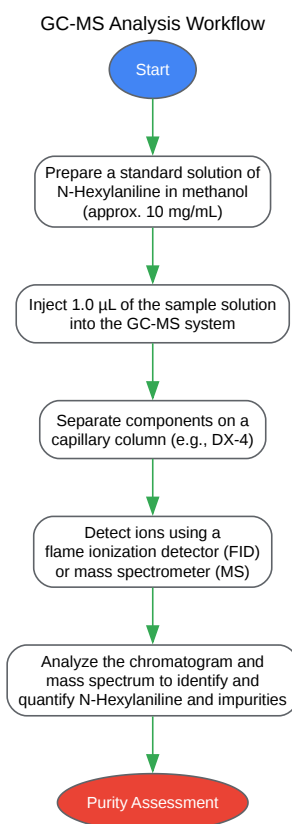 GC-MS Analysis Workflow
Start
Prepare a standard solution of
N-Hexylaniline in methanol
(approx. 10 mg/mL)
Inject 1.0 µL of the sample solution
into the GC-MS system
Separate components on a
capillary column (e.g., DX-4)
Detect ions using a
flame ionization detector (FID)
or mass spectrometer (MS)
Analyze the chromatogram and
mass spectrum to identify and
quantify N-Hexylaniline and impurities
Purity Assessment